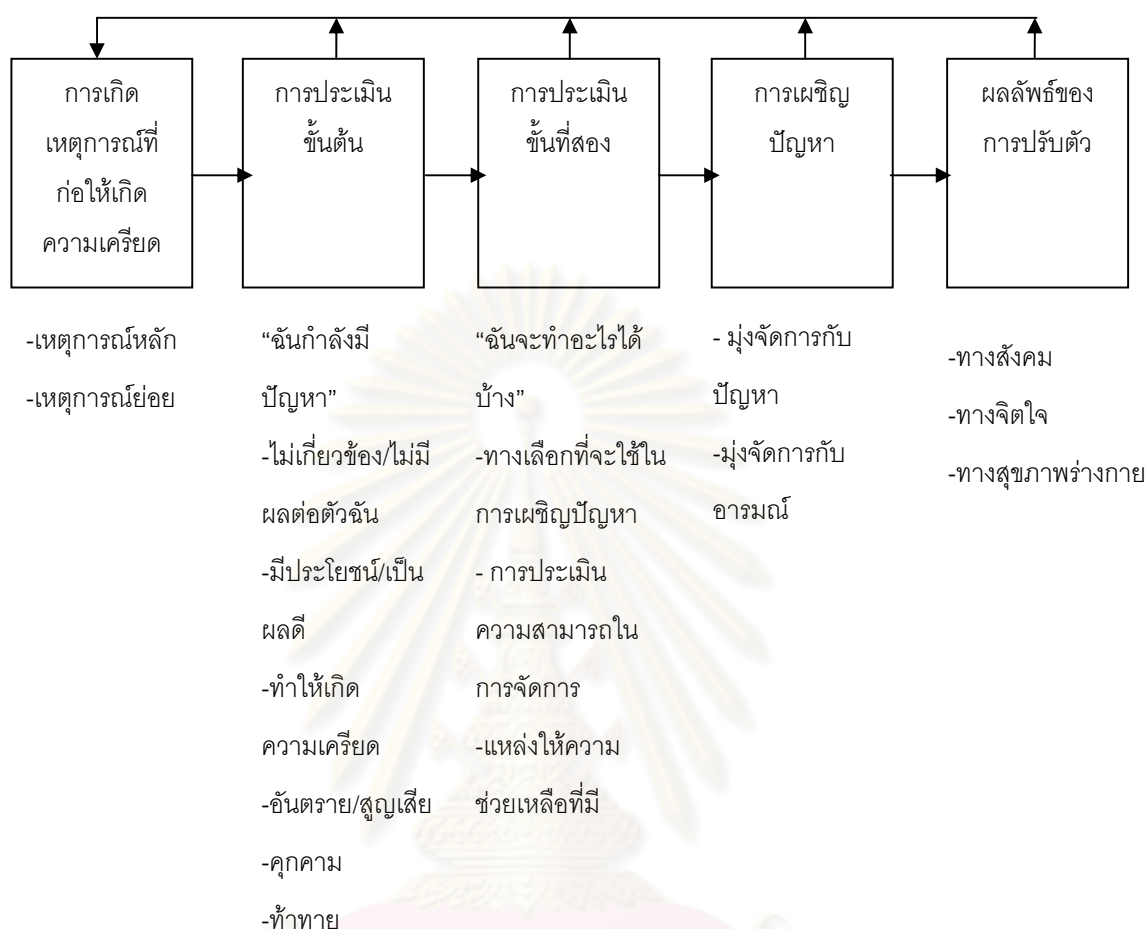 การเกิด
เหตุการณ์ที่
ก่อให้เกิด
ความเครียด
การประเมิน
ขั้นต้น
การประเมิน
ขั้นที่สอง
การเผชิญ
ปัญหา
ผลลัพธ์ของ
การปรับตัว
-เหตุการณ์หลัก
-เหตุการณ์ย่อย
“ฉันกำลังมี
ปัญหา”
-ไม่เกี่ยวข้อง/ไม่มี
ผลต่อตัวฉัน
-มีประโยชน์/เป็น
ผลดี
-ทำให้เกิด
ความเครียด
-อันตราย/สูญเสีย
-คุกคาม
-ท้าทาย
“ฉันจะทำอะไรได้
บ้าง”
-ทางเลือกที่จะใช้ใน
การเผชิญปัญหา
- การประเมิน
ความสามารถใน
การจัดการ
-แหล่งให้ความ
ช่วยเหลือที่มี
- มุ่งจัดการกับ
ปัญหา
-มุ่งจัดการกับ
อารมณ์
-ทางสังคม
-ทางจิตใจ
-ทางสุขภาพร่างกาย